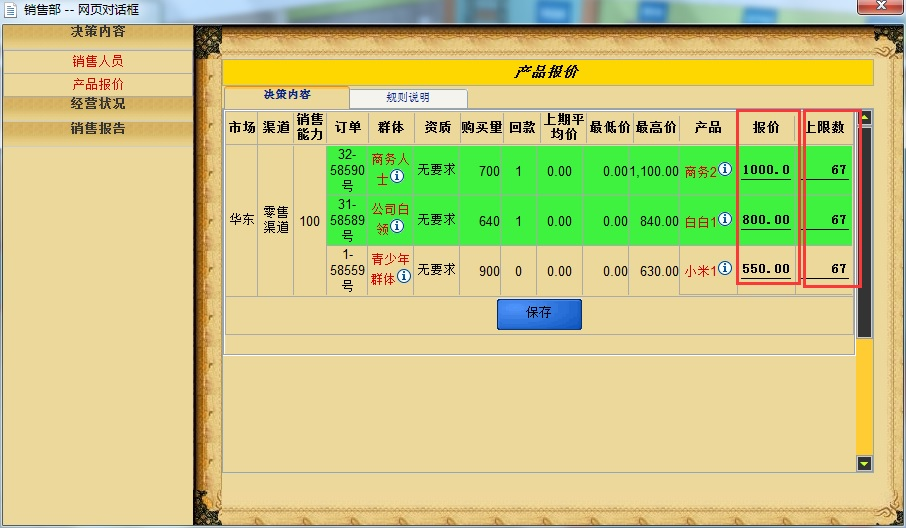 销售部 -- 网页对话框
决策内容
销售人员
产品报价
经营状况
销售报告
产品报价
决策内容 规则说明
市场 渠道 销售能力 订单 群体 资质 购买量 回款 上期平均价 最低价 最高价 产品 报价 上限数
华东 零售渠道 100
32-58590号 商务人士 无要求 700 1 0.00 0.00 1,100.00 商务2 1000.0 67
31-58589号 公司白领 无要求 640 1 0.00 0.00 840.00 白白1 800.00 67
1-58559号 青少年群体 无要求 900 0 0.00 0.00 630.00 小米1 550.00 67
保存